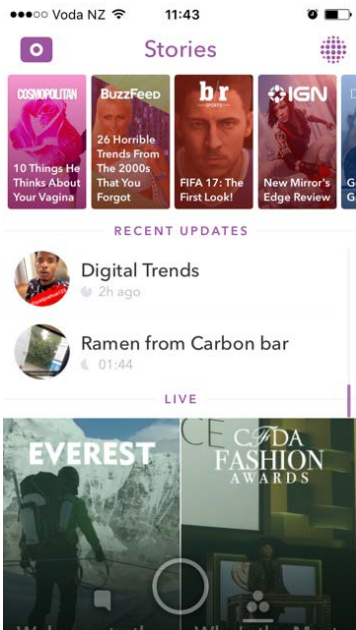 Voda NZ 11:43
Stories
COSMOPOLITAN
10 Things He
Thinks About
Your Vagina
BuzzFeed
26 Horrible
Trends From
The 2000s
That You
Forgot
b/r
SPORTS
FIFA 17: The
First Look!
IGN
New Mirror's
Edge Review
RECENT UPDATES
Digital Trends
2h ago
Ramen from Carbon bar
01:44
LIVE
EVEREST
CFDA
FASHION
AWARDS